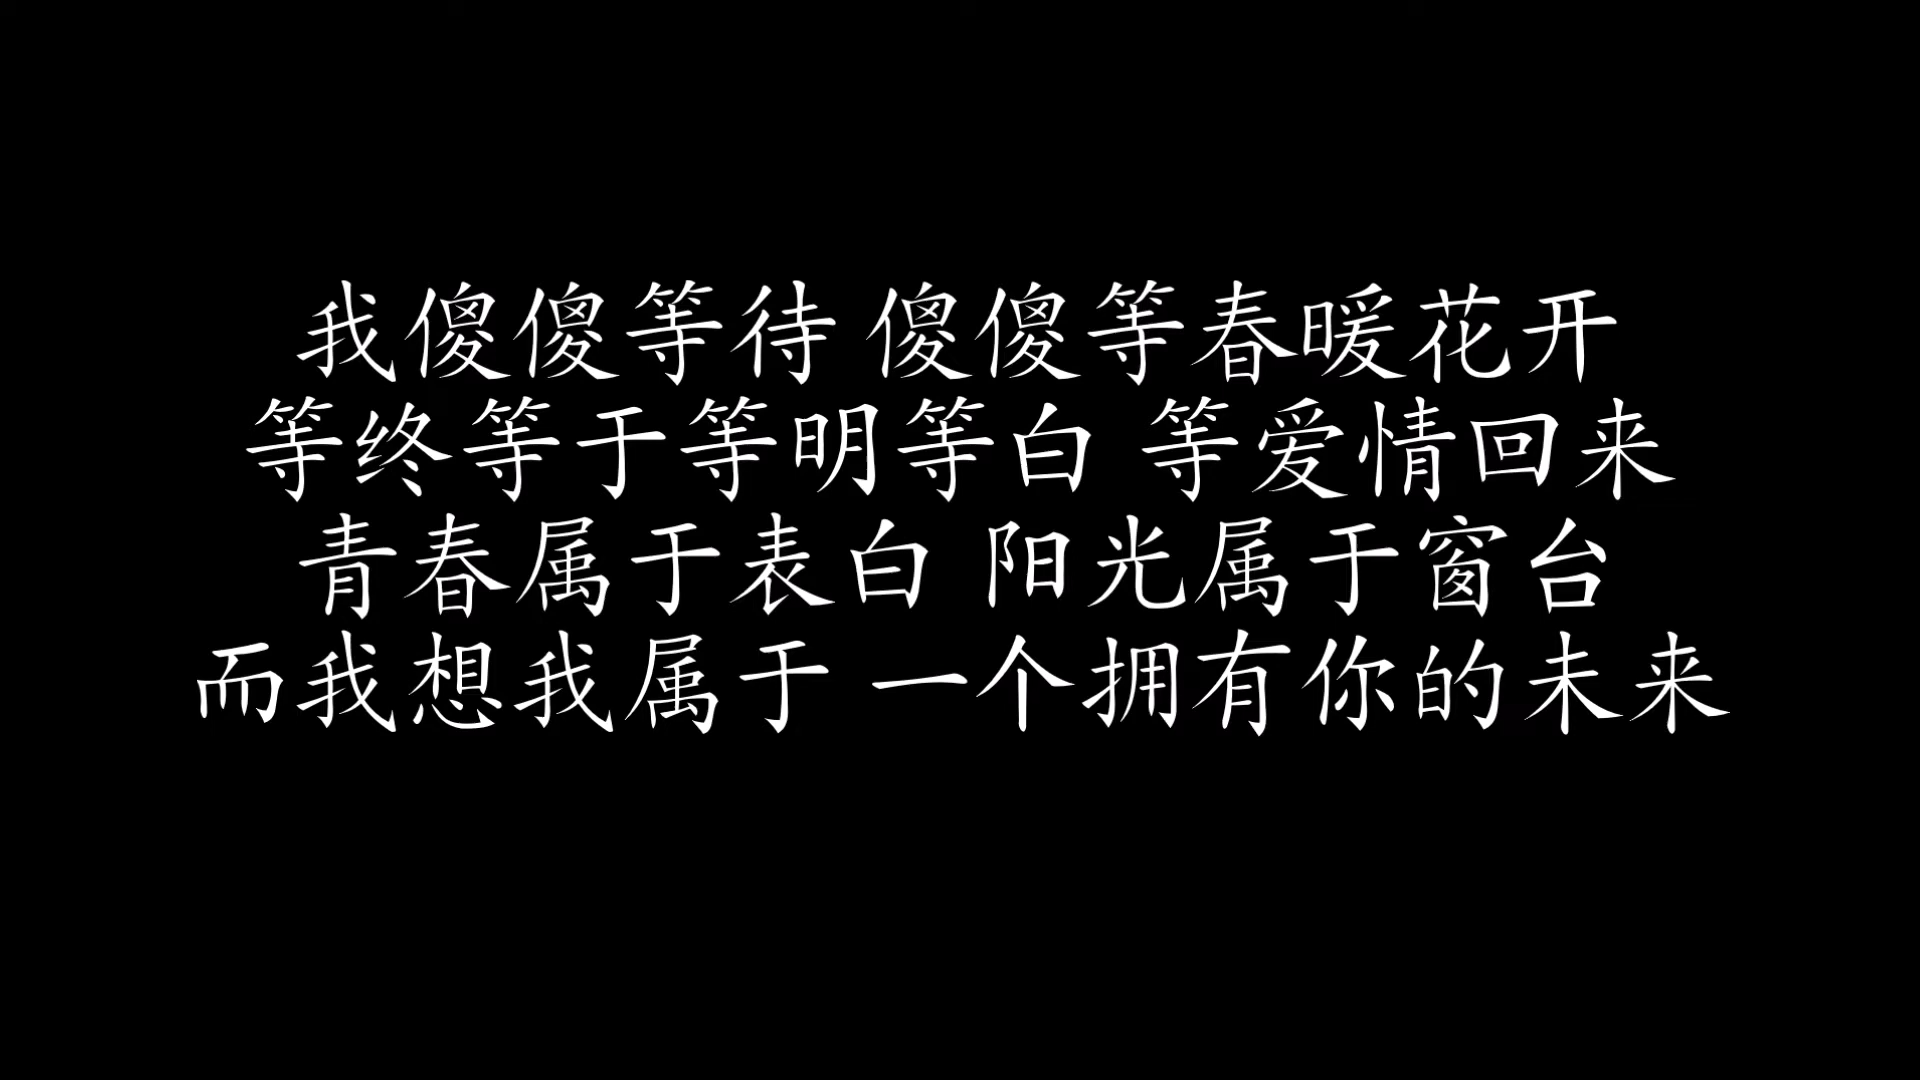 我傻傻等待 傻傻等春暖花开
等终等于等明等白 等爱情回来
青春属于表白 阳光属于窗台
而我想我属于 一个拥有你的未来